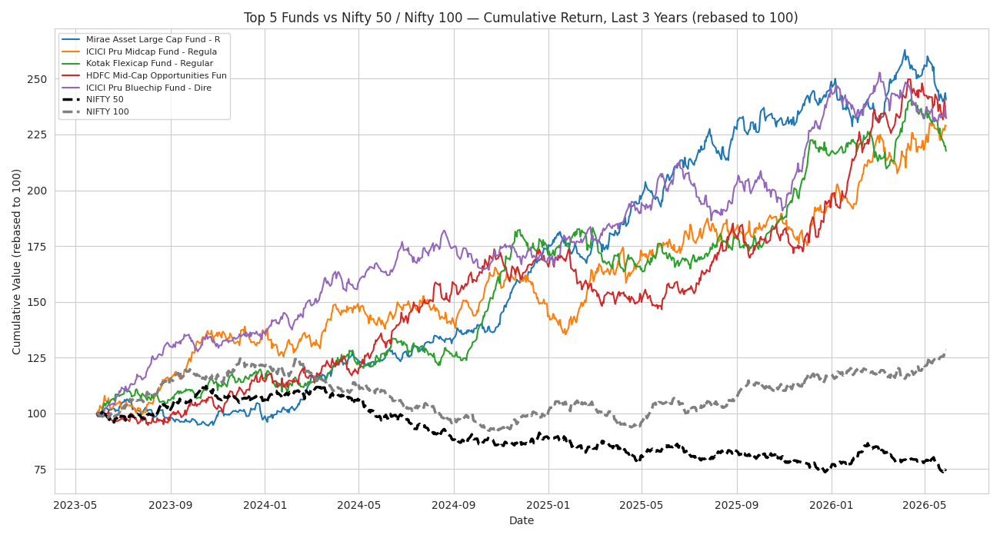 Top 5 Funds vs Nifty 50 / Nifty 100 — Cumulative Return, Last 3 Years (rebased to 100)
Mirae Asset Large Cap Fund - R
ICICI Pru Midcap Fund - Regula
Kotak Flexicap Fund - Regular
HDFC Mid-Cap Opportunities Fun
ICICI Pru Bluechip Fund - Dire
NIFTY 50
NIFTY 100
Cumulative Value (rebased to 100)
250
225
200
175
150
125
100
75
2023-05 2023-09 2024-01 2024-05 2024-09 2025-01 2025-05 2025-09 2026-01 2026-05
Date